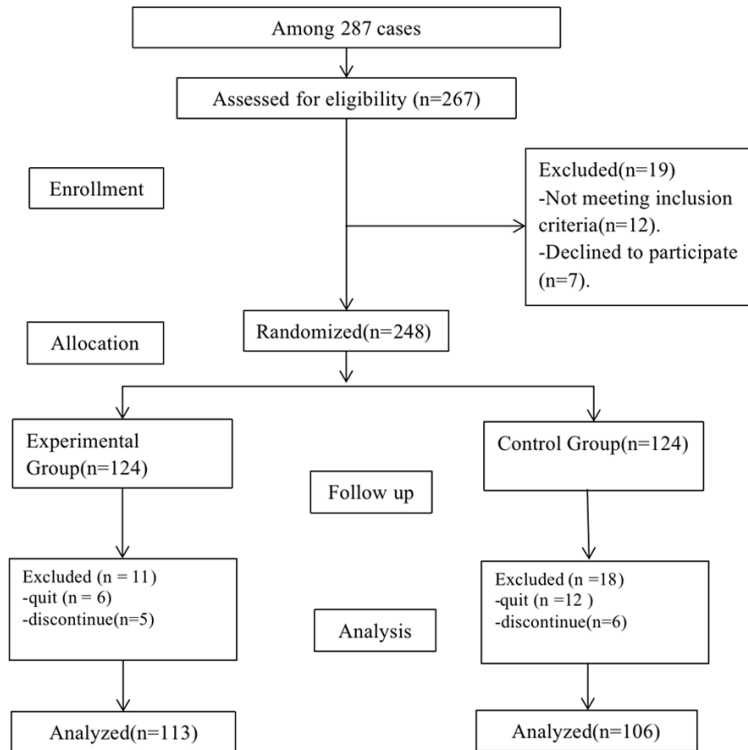 Among 287 cases
Assessed for eligibility (n=267)
Enrollment
Excluded(n=19)
-Not meeting inclusion
criteria(n=12).
-Declined to participate
(n=7).
Randomized(n=248)
Allocation
Experimental
Group(n=124)
Control Group(n=124)
Follow up
Excluded (n = 11)
-quit (n = 6)
-discontinue(n=5)
Excluded (n =18)
-quit (n =12 )
-discontinue(n=6)
Analysis
Analyzed(n=113)
Analyzed(n=106)